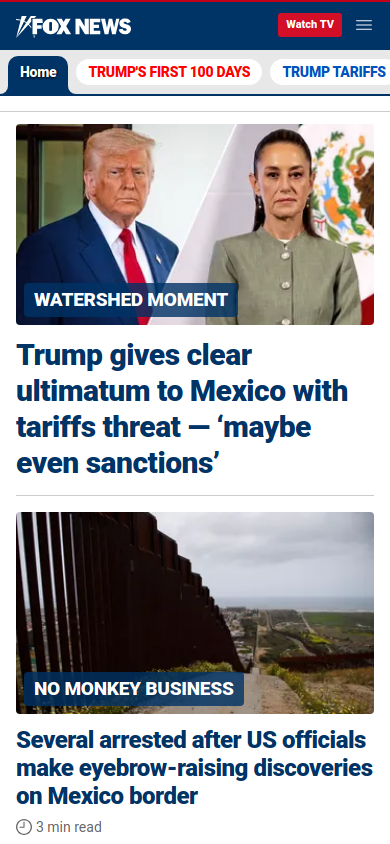 FOX NEWS
Watch TV
Home
TRUMP'S FIRST 100 DAYS
TRUMP TARIFFS
WATERSHED MOMENT
Trump gives clear
ultimatum to Mexico with
tariffs threat — ‘maybe
even sanctions’
NO MONKEY BUSINESS
Several arrested after US officials
make eyebrow-raising discoveries
on Mexico border
3 min read